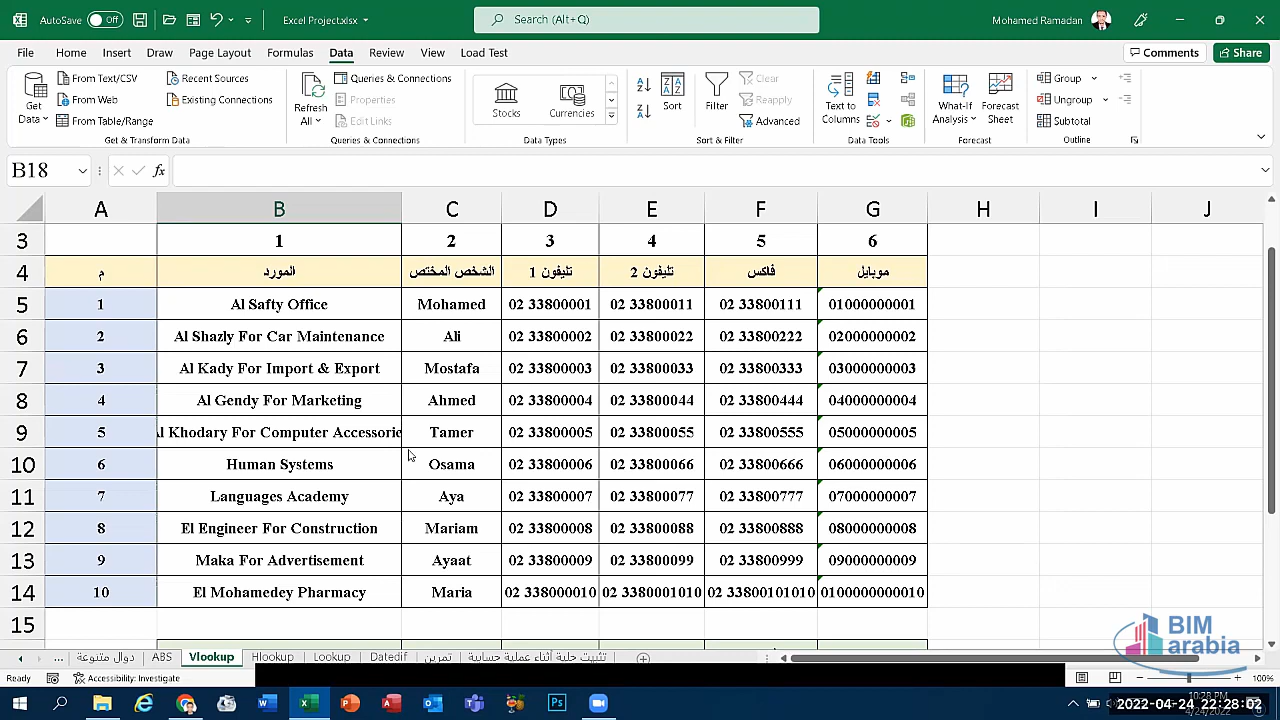 AutoSave Off Excel Project.xlsx Search (Alt+Q) Mohamed Ramadan
File Home Insert Draw Page Layout Formulas Data Review View Load Test Comments Share
Get Data From Text/CSV Recent Sources
From Web Existing Connections
From Table/Range
Get & Transform Data
Refresh All Queries & Connections
Properties
Edit Links
Queries & Connections
Stocks Currencies
Data Types
Sort Filter Clear
Reapply
Advanced
Sort & Filter
Text to Columns
Data Tools
What-If Analysis Forecast Sheet
Forecast
Group
Ungroup
Subtotal
Outline
B18 fx
A B C D E F G H I J
3 1 2 3 4 5 6
4 م المورد الشخص المختص تليفون 1 تليفون 2 فاكس موبايل
5 1 Al Safty Office Mohamed 02 33800001 02 33800011 02 33800111 01000000001
6 2 Al Shazly For Car Maintenance Ali 02 33800002 02 33800022 02 33800222 02000000002
7 3 Al Kady For Import & Export Mostafa 02 33800003 02 33800033 02 33800333 03000000003
8 4 Al Gendy For Marketing Ahmed 02 33800004 02 33800044 02 33800444 04000000004
9 5 l Khodary For Computer Accessorie Tamer 02 33800005 02 33800055 02 33800555 05000000005
10 6 Human Systems Osama 02 33800006 02 33800066 02 33800666 06000000006
11 7 Languages Academy Aya 02 33800007 02 33800077 02 33800777 07000000007
12 8 El Engineer For Construction Mariam 02 33800008 02 33800088 02 33800888 08000000008
13 9 Maka For Advertisement Ayaat 02 33800009 02 33800099 02 33800999 09000000009
14 10 El Mohamedey Pharmacy Maria 02 338000010 02 3380001010 02 33800101010 0100000000010
15
BIM
arabia
... دوال متنوعة ABS Vlookup Hlookup Lookup Datedif تمرين تثبيت خلية أثناء عملية حسابية
Ready Accessibility: Investigate 100%
2022-04-24 22:28:02